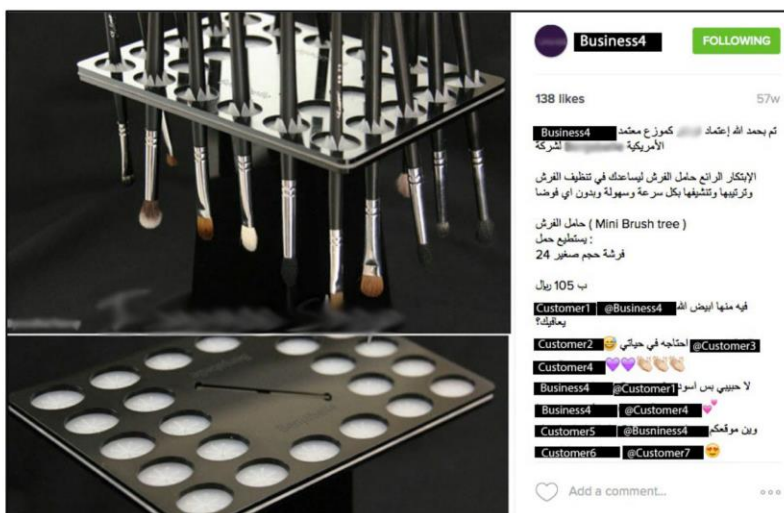 Business4
FOLLOWING
138 likes
57w
Business4 تم بحمد الله إعتماد كموزع معتمد
لشركة الأمريكية
الإبتكار الرائع حامل الفرش ليساعدك في تنظيف الفرش
وترتيبها وتنشيفها بكل سرعة وسهولة وبدون اي فوضا
حامل الفرش ( Mini Brush tree )
يستطيع حمل :
24 فرشة حجم صغير
ب 105 ريال
Customer1 @Business4 فيه منها ابيض الله
يعافيك؟
Customer2 😅 احتاجه في حياتي @Customer3
Customer4 💜💜👏🏻👏🏻👏🏻
Business4 @Customer1 لا حبيبي بس اسود
Business4 @Customer4 💕
Customer5 @Busniness4 وين موقعكم
Customer6 @Customer7 😍
Add a comment...